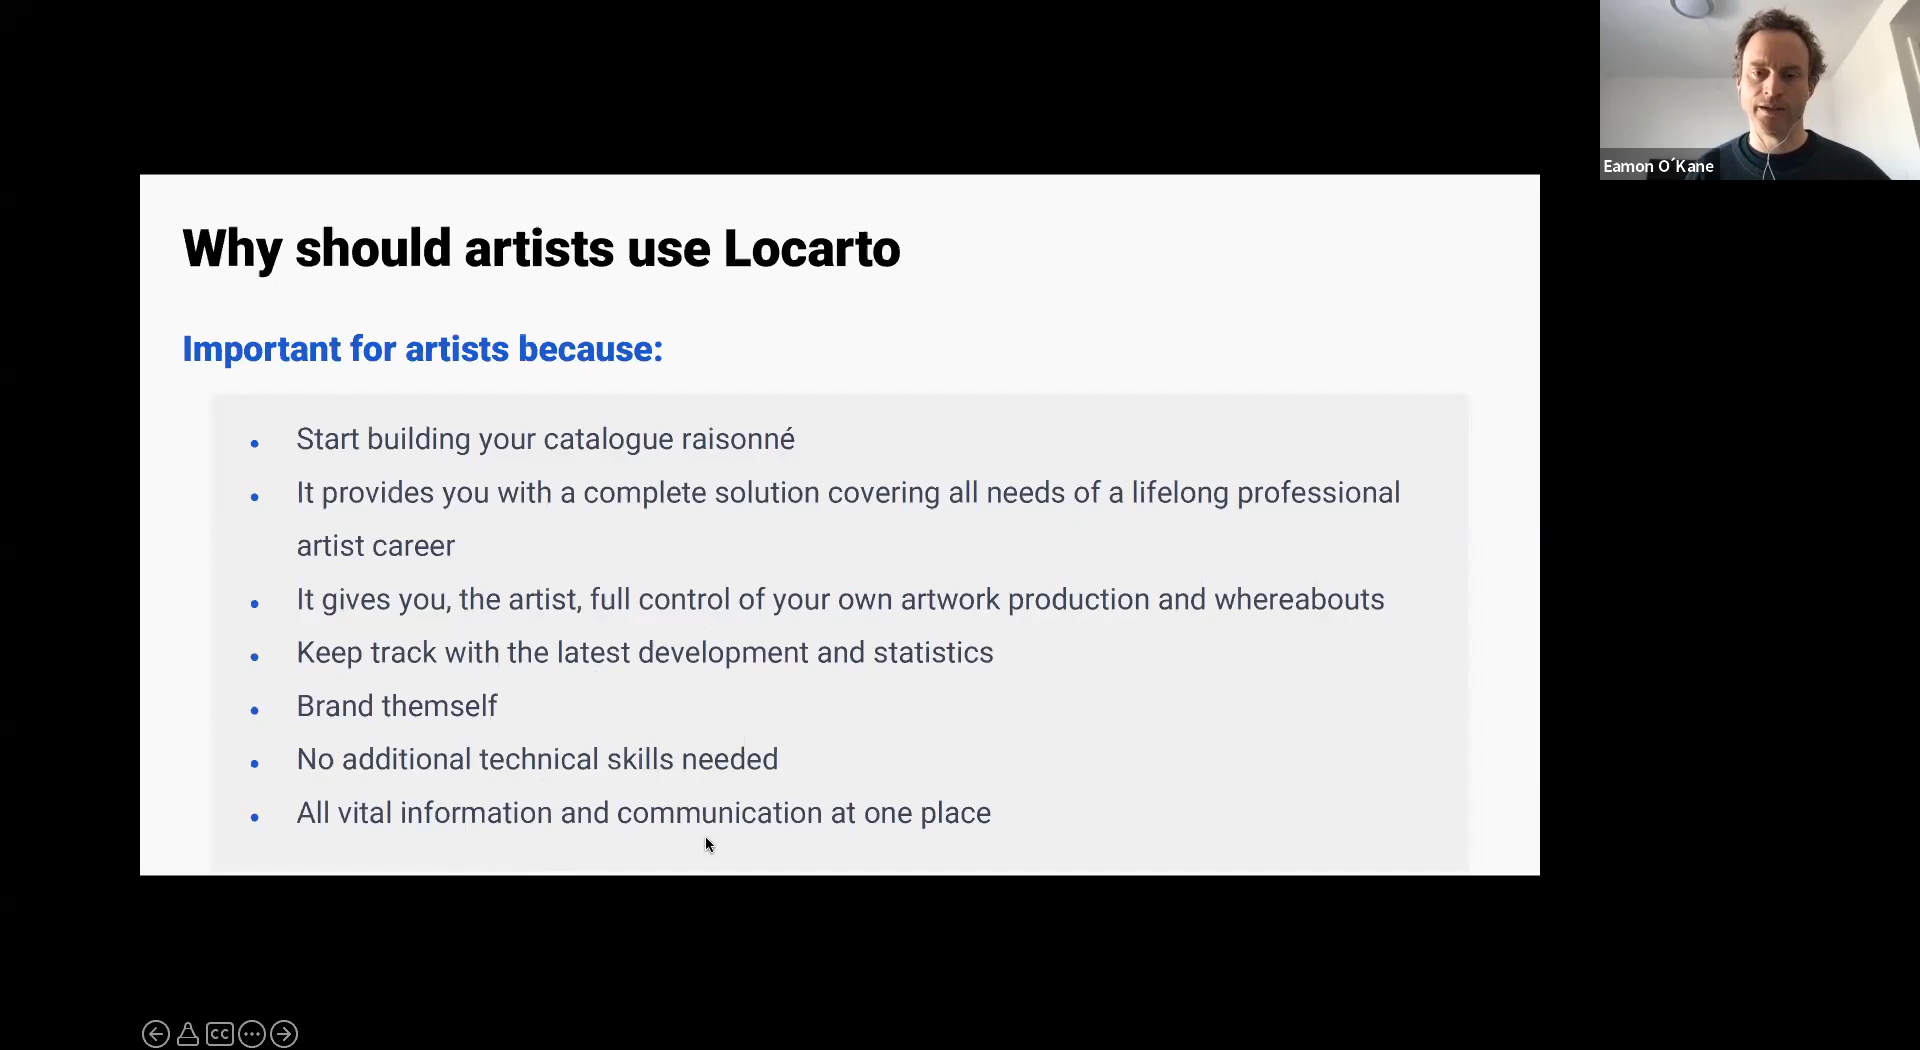 Why should artists use Locarto
Important for artists because:
• Start building your catalogue raisonné
• It provides you with a complete solution covering all needs of a lifelong professional
artist career
• It gives you, the artist, full control of your own artwork production and whereabouts
• Keep track with the latest development and statistics
• Brand themself
• No additional technical skills needed
• All vital information and communication at one place
Eamon O´Kane
CC